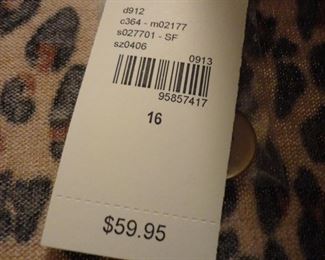 d912
c364 - m02177
s027701 - SF
sz0406
0913
95857417
16
$59.95